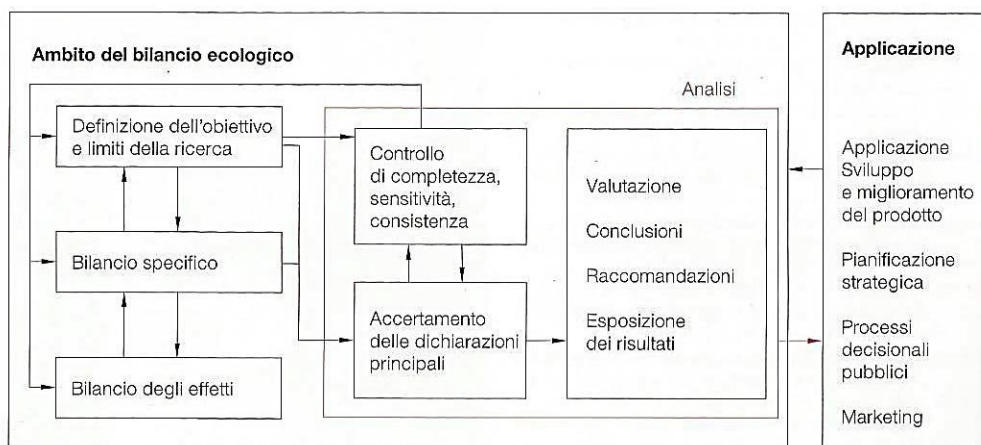 Ambito del bilancio ecologico
Definizione dell'obiettivo
e limiti della ricerca
Bilancio specifico
Bilancio degli effetti
Analisi
Controllo
di completezza,
sensitività,
consistenza
Accertamento
delle dichiarazioni
principali
Valutazione
Conclusioni
Raccomandazioni
Esposizione
dei risultati
Applicazione
Applicazione
Sviluppo
e miglioramento
del prodotto
Pianificazione
strategica
Processi
decisionali
pubblici
Marketing